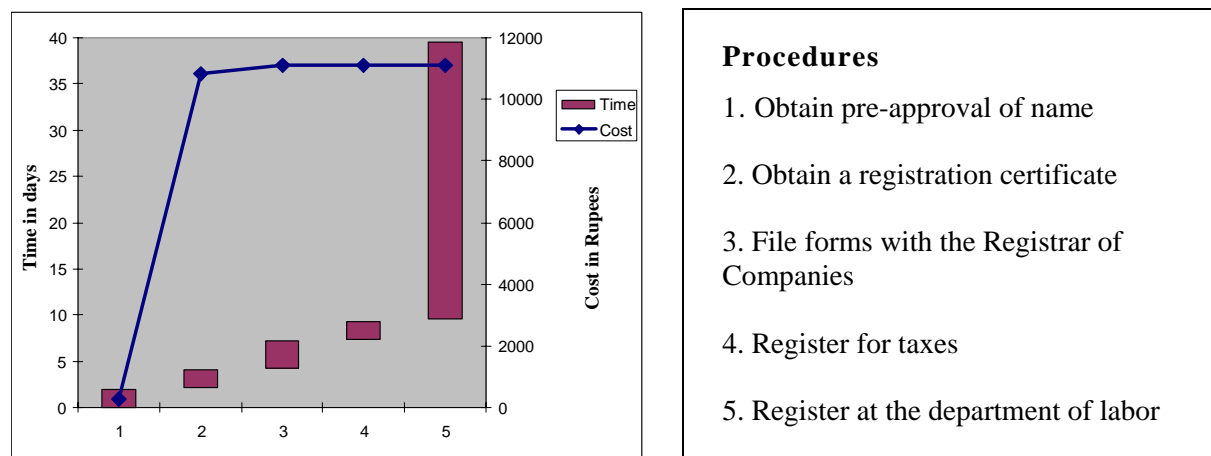 40
35
30
25
20
15
10
5
0
Time in days
1 2 3 4 5
12000
10000
8000
6000
4000
2000
0
Cost in Rupees
Time
Cost
Procedures
1. Obtain pre-approval of name
2. Obtain a registration certificate
3. File forms with the Registrar of
Companies
4. Register for taxes
5. Register at the department of labor